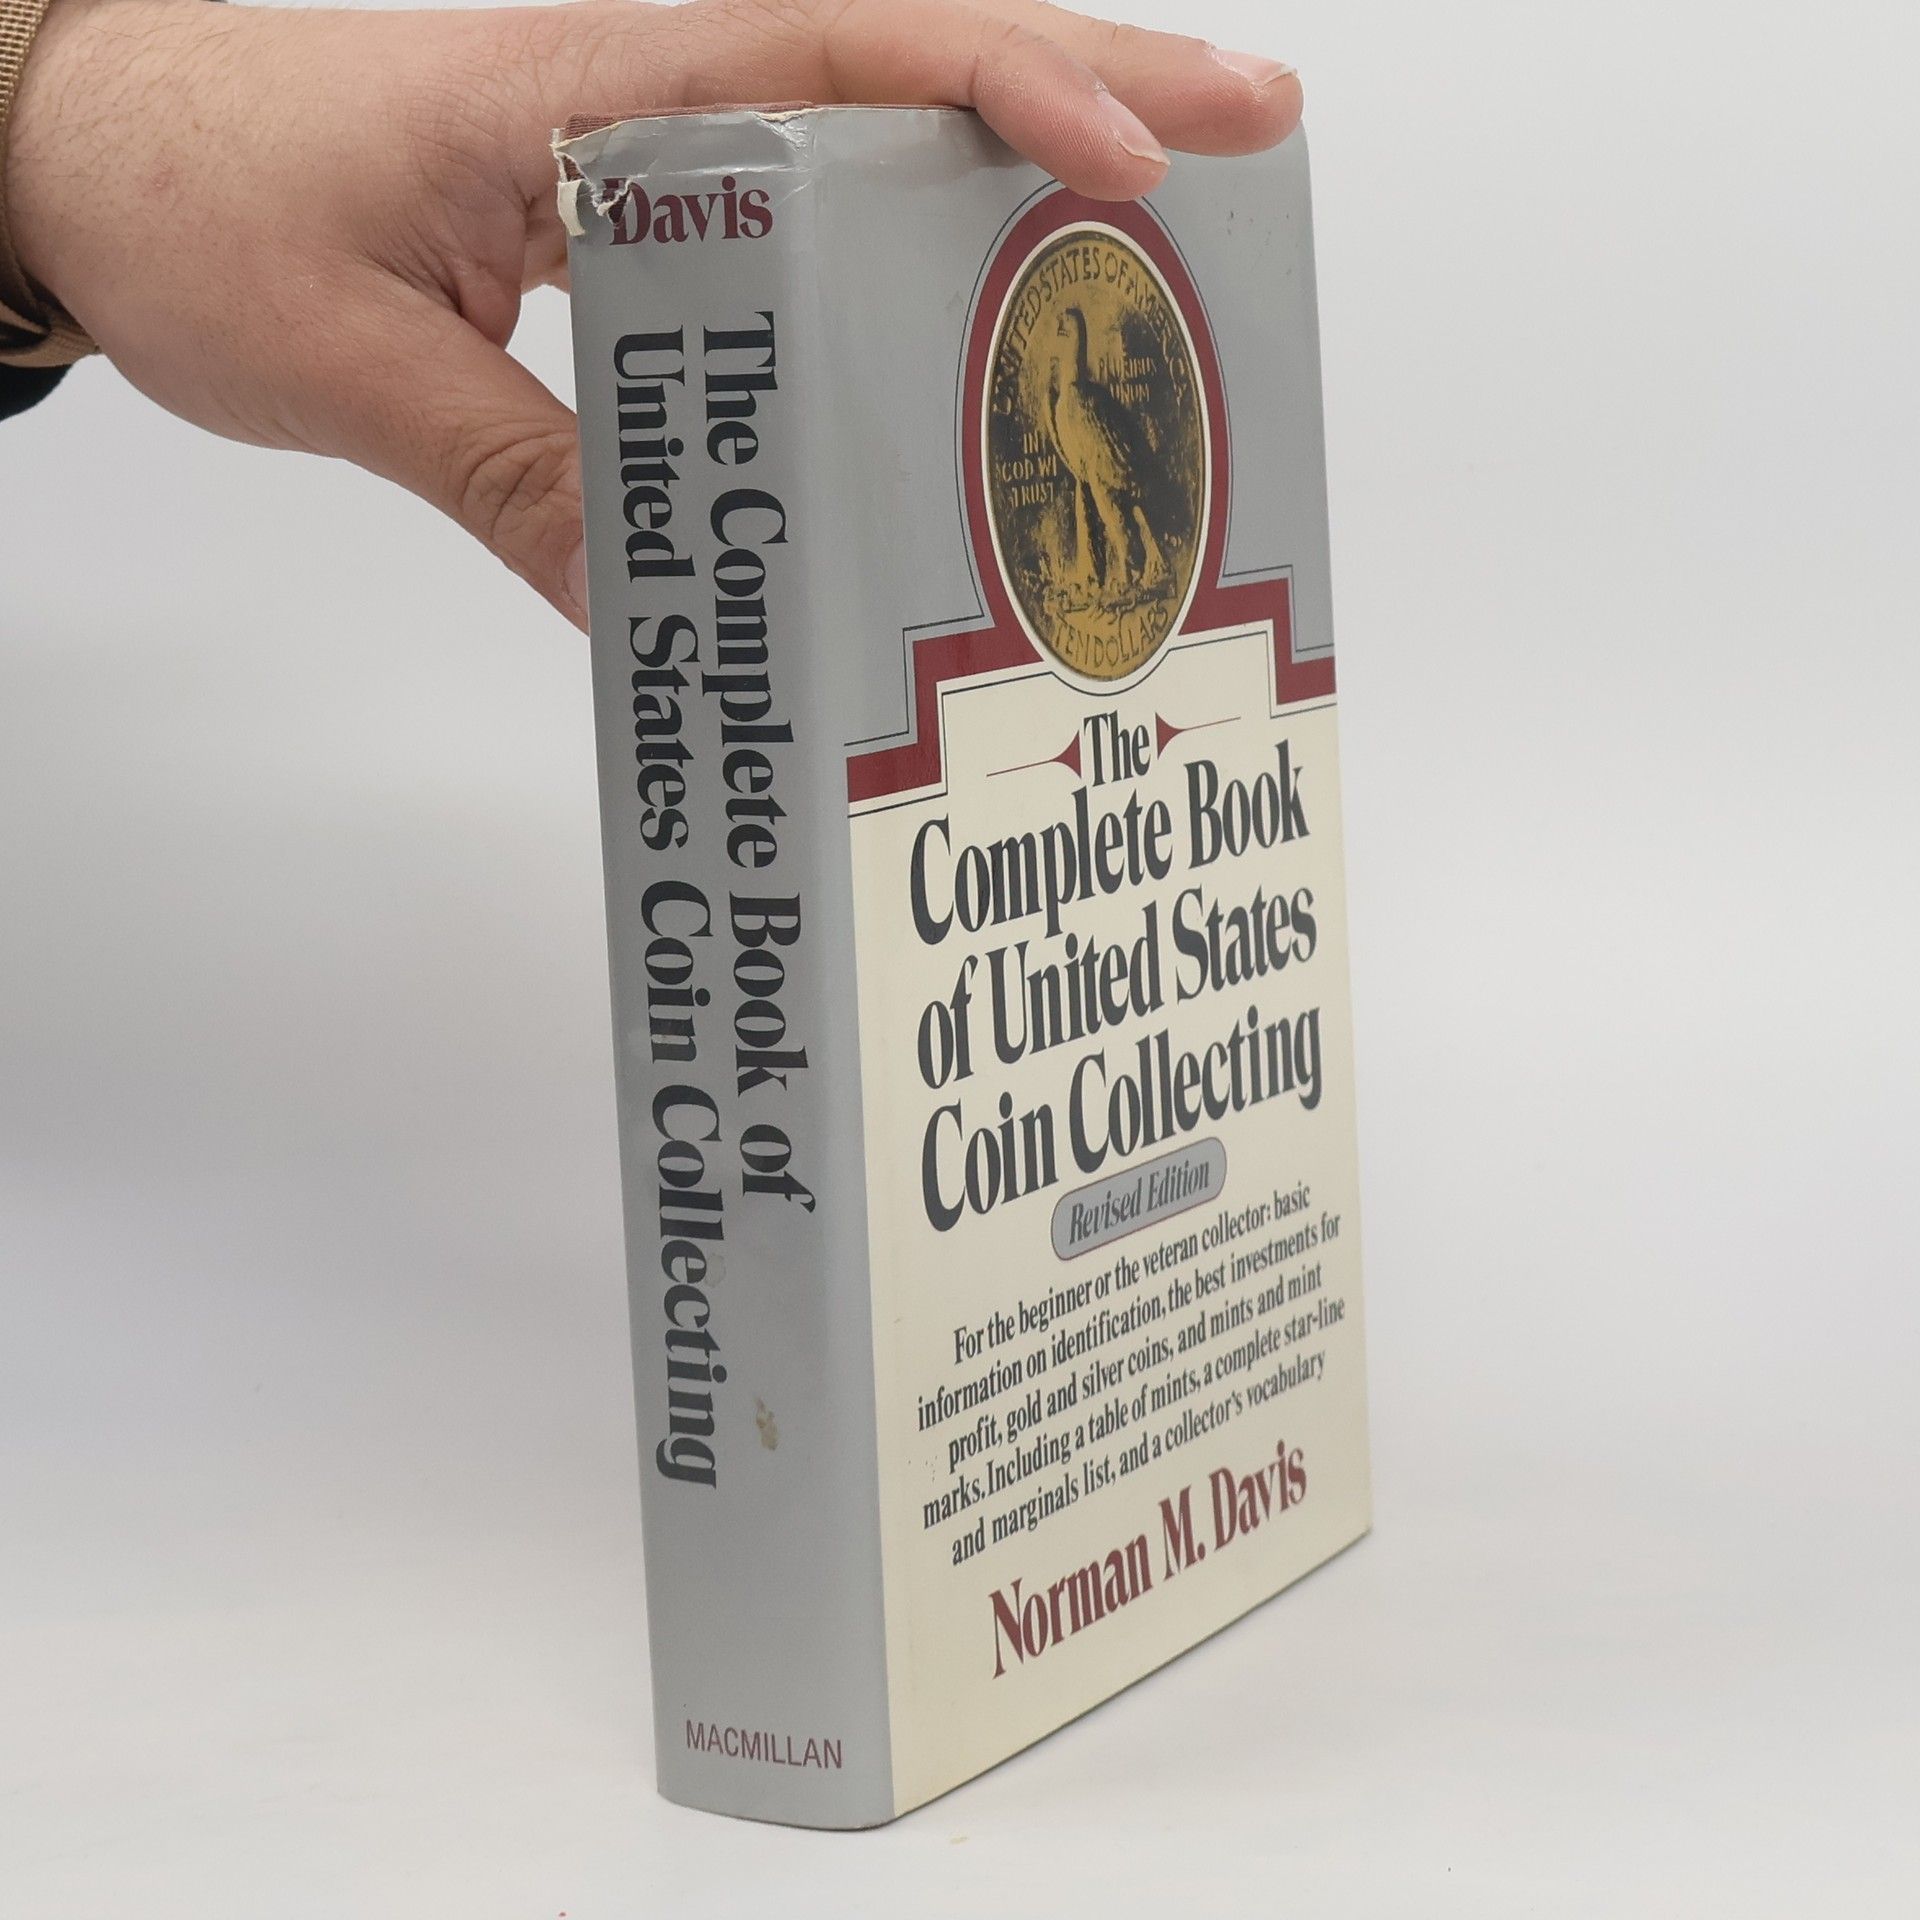 Davis
The Complete Book of
United States Coin Collecting
MACMILLAN
UNITED STATES OF AMERICA
PLURIBUS
UNUM
IN
GOD WE
TRUST
TEN DOLLARS
The
Complete Book
of United States
Coin Collecting
Revised Edition
For the beginner or the veteran collector: basic
information on identification, the best investments for
profit, gold and silver coins, and mints and mint
marks. Including a table of mints, a complete star-line
and marginals list, and a collector's vocabulary
Norman M. Davis